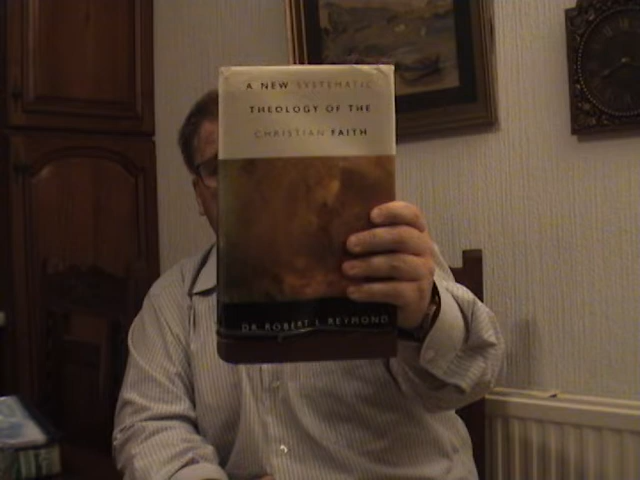 A NEW SYSTEMATIC
THEOLOGY OF THE
CHRISTIAN FAITH
DR. ROBERT L. REYMOND